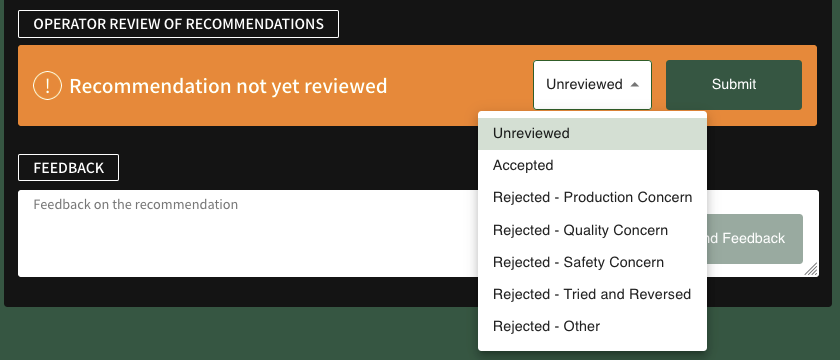 OPERATOR REVIEW OF RECOMMENDATIONS
! Recommendation not yet reviewed
Unreviewed
Submit
Unreviewed
Accepted
Rejected - Production Concern
Rejected - Quality Concern
Rejected - Safety Concern
Rejected - Tried and Reversed
Rejected - Other
FEEDBACK
Feedback on the recommendation
nd Feedback